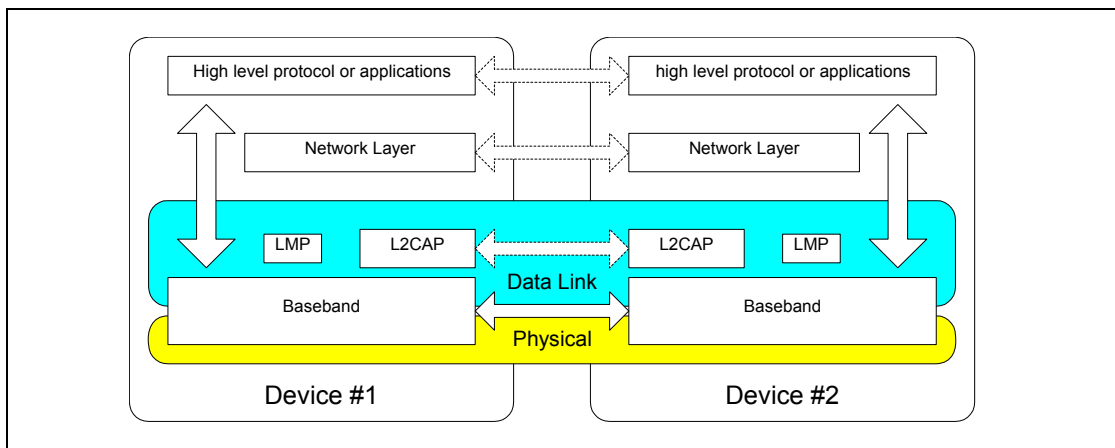 High level protocol or applications
high level protocol or applications
Network Layer
Network Layer
LMP
L2CAP
L2CAP
LMP
Data Link
Baseband
Baseband
Physical
Device #1
Device #2